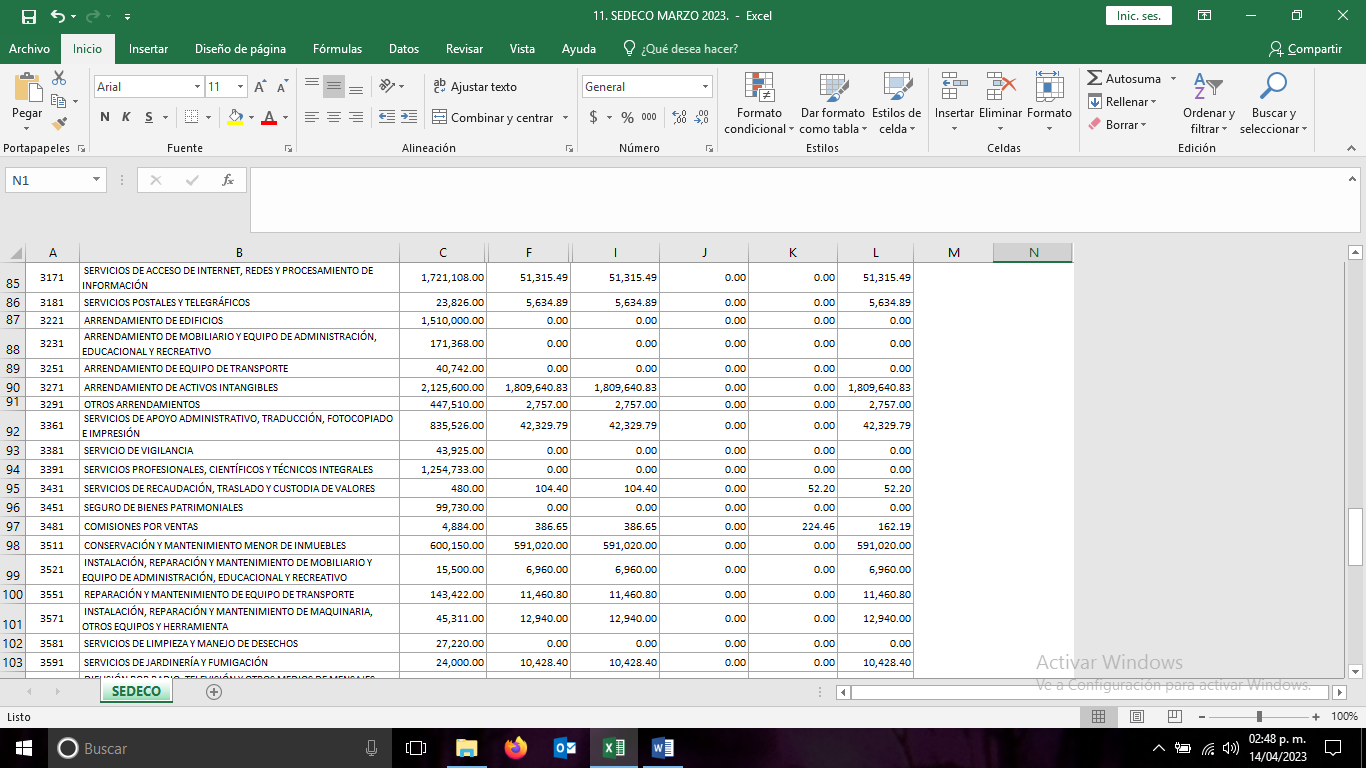 11. SEDECO MARZO 2023. - Excel
Inic. ses.
Archivo Inicio Insertar Diseño de página Fórmulas Datos Revisar Vista Ayuda ¿Qué desea hacer? Compartir
Pegar
Arial 11 A A
N K S A
ab Ajustar texto
Combinar y centrar
General
$ % 000
Formato condicional
Dar formato como tabla
Estilos de celda
Insertar Eliminar Formato
Autosuma
Rellenar
Borrar
Ordenar y filtrar
Buscar y seleccionar
Portapapeles Fuente Alineación Número Estilos Celdas Edición
N1 fx
A B C F I J K L M N
85 3171 SERVICIOS DE ACCESO DE INTERNET, REDES Y PROCESAMIENTO DE
INFORMACIÓN 1,721,108.00 51,315.49 51,315.49 0.00 0.00 51,315.49
86 3181 SERVICIOS POSTALES Y TELEGRÁFICOS 23,826.00 5,634.89 5,634.89 0.00 0.00 5,634.89
87 3221 ARRENDAMIENTO DE EDIFICIOS 1,510,000.00 0.00 0.00 0.00 0.00 0.00
88 3231 ARRENDAMIENTO DE MOBILIARIO Y EQUIPO DE ADMINISTRACIÓN,
EDUCACIONAL Y RECREATIVO 171,368.00 0.00 0.00 0.00 0.00 0.00
89 3251 ARRENDAMIENTO DE EQUIPO DE TRANSPORTE 40,742.00 0.00 0.00 0.00 0.00 0.00
90 3271 ARRENDAMIENTO DE ACTIVOS INTANGIBLES 2,125,600.00 1,809,640.83 1,809,640.83 0.00 0.00 1,809,640.83
91 3291 OTROS ARRENDAMIENTOS 447,510.00 2,757.00 2,757.00 0.00 0.00 2,757.00
92 3361 SERVICIOS DE APOYO ADMINISTRATIVO, TRADUCCIÓN, FOTOCOPIADO
E IMPRESIÓN 835,526.00 42,329.79 42,329.79 0.00 0.00 42,329.79
93 3381 SERVICIO DE VIGILANCIA 43,925.00 0.00 0.00 0.00 0.00 0.00
94 3391 SERVICIOS PROFESIONALES, CIENTÍFICOS Y TÉCNICOS INTEGRALES 1,254,733.00 0.00 0.00 0.00 0.00 0.00
95 3431 SERVICIOS DE RECAUDACIÓN, TRASLADO Y CUSTODIA DE VALORES 480.00 104.40 104.40 0.00 52.20 52.20
96 3451 SEGURO DE BIENES PATRIMONIALES 99,730.00 0.00 0.00 0.00 0.00 0.00
97 3481 COMISIONES POR VENTAS 4,884.00 386.65 386.65 0.00 224.46 162.19
98 3511 CONSERVACIÓN Y MANTENIMIENTO MENOR DE INMUEBLES 600,150.00 591,020.00 591,020.00 0.00 0.00 591,020.00
99 3521 INSTALACIÓN, REPARACIÓN Y MANTENIMIENTO DE MOBILIARIO Y
EQUIPO DE ADMINISTRACIÓN, EDUCACIONAL Y RECREATIVO 15,500.00 6,960.00 6,960.00 0.00 0.00 6,960.00
100 3551 REPARACIÓN Y MANTENIMIENTO DE EQUIPO DE TRANSPORTE 143,422.00 11,460.80 11,460.80 0.00 0.00 11,460.80
101 3571 INSTALACIÓN, REPARACIÓN Y MANTENIMIENTO DE MAQUINARIA,
OTROS EQUIPOS Y HERRAMIENTA 45,311.00 12,940.00 12,940.00 0.00 0.00 12,940.00
102 3581 SERVICIOS DE LIMPIEZA Y MANEJO DE DESECHOS 27,220.00 0.00 0.00 0.00 0.00 0.00
103 3591 SERVICIOS DE JARDINERÍA Y FUMIGACIÓN 24,000.00 10,428.40 10,428.40 0.00 0.00 10,428.40
Activar Windows
Ve a Configuración para activar Windows.
SEDECO
Listo 100%
Buscar
02:48 p. m.
14/04/2023